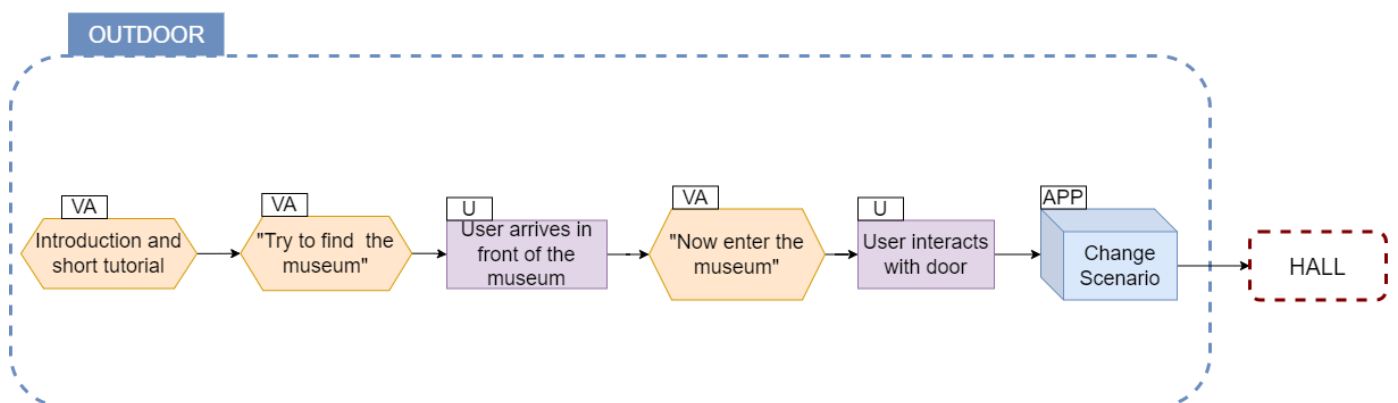 OUTDOOR
VA
Introduction and
short tutorial
VA
"Try to find the
museum"
U
User arrives in
front of the
museum
VA
"Now enter the
museum"
U
User interacts
with door
APP
Change
Scenario
HALL